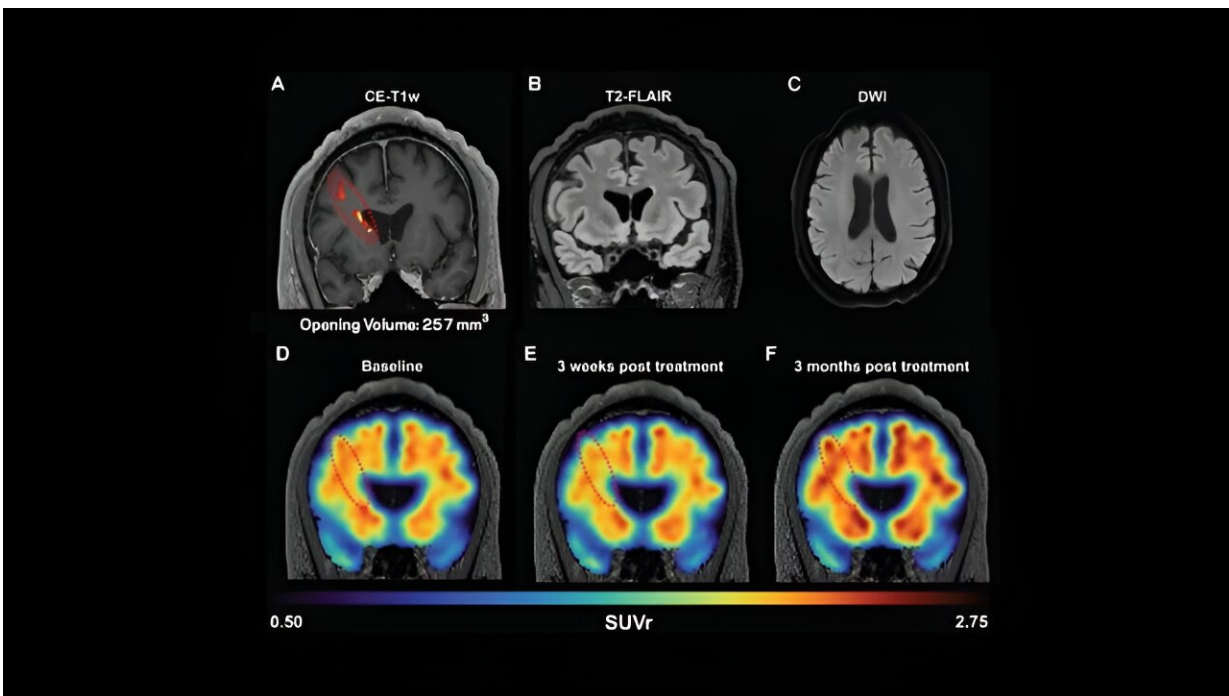 A
CE-T1w
B
T2-FLAIR
C
DWI
Opening Volume: 257 mm³
D
Baseline
E
3 weeks post treatment
F
3 months post treatment
0.50
SUVr
2.75